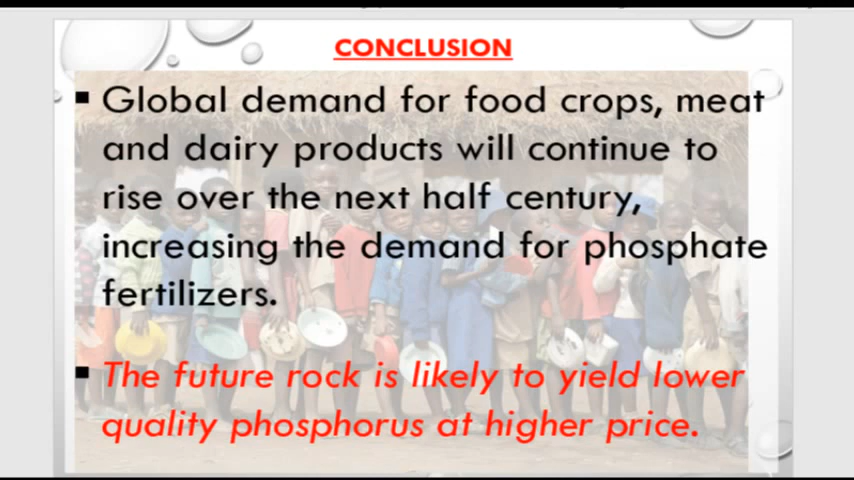 CONCLUSION
▪ Global demand for food crops, meat
and dairy products will continue to
rise over the next half century,
increasing the demand for phosphate
fertilizers.
▪ The future rock is likely to yield lower
quality phosphorus at higher price.